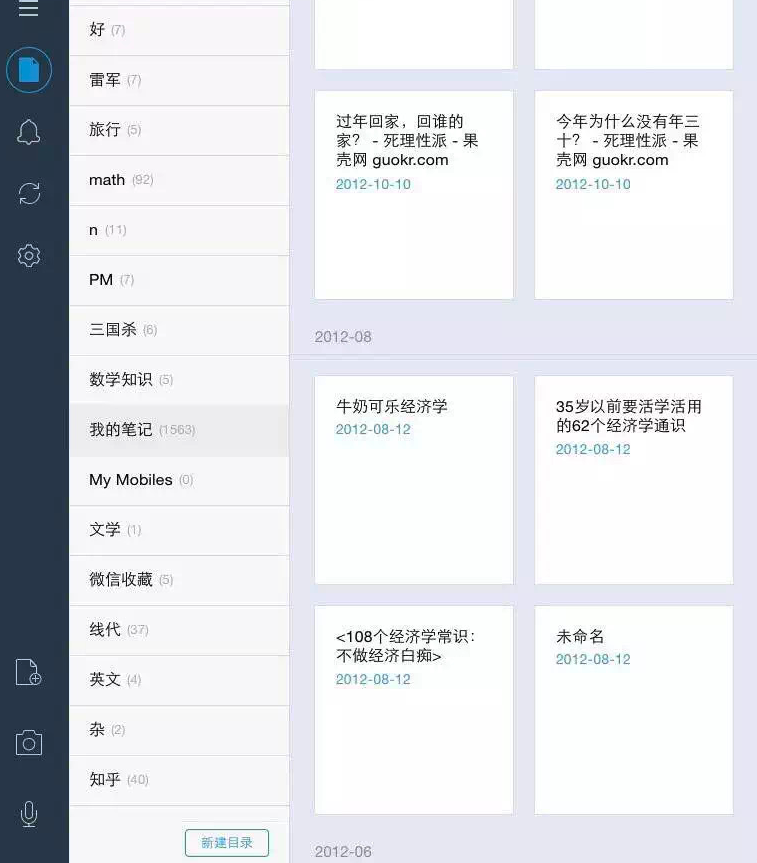 好 (7)
雷军 (7)
旅行 (5)
math (92)
n (11)
PM (7)
三国杀 (6)
数学知识 (5)
我的笔记 (1563)
My Mobiles (0)
文学 (1)
微信收藏 (5)
线代 (37)
英文 (4)
杂 (2)
知乎 (40)
新建目录
过年回家，回谁的
家？ - 死理性派 - 果
壳网 guokr.com
2012-10-10
今年为什么没有年三
十？ - 死理性派 - 果
壳网 guokr.com
2012-10-10
2012-08
牛奶可乐经济学
2012-08-12
35岁以前要活学活用
的62个经济学通识
2012-08-12
<108个经济学常识：
不做经济白痴>
2012-08-12
未命名
2012-08-12
2012-06